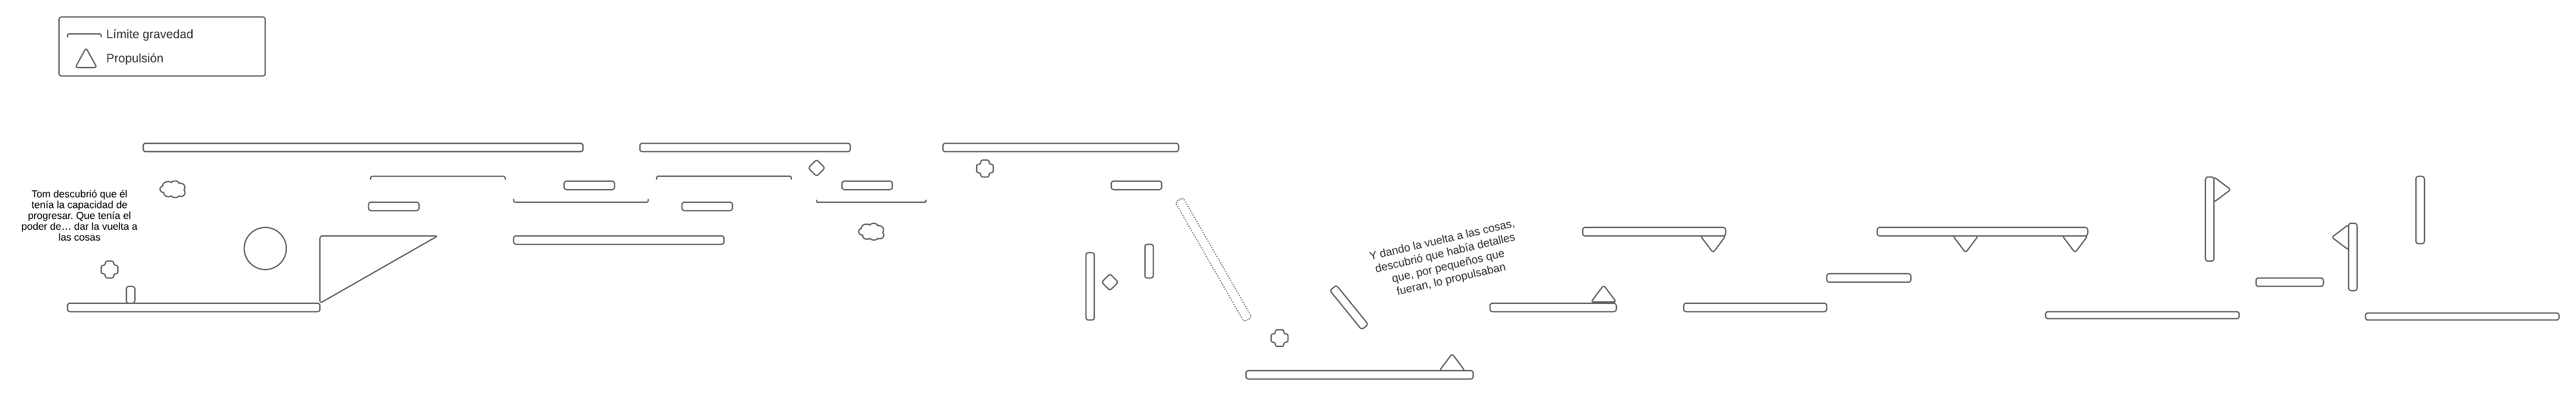 Límite gravedad
Propulsión
Tom descubrió que él
tenía la capacidad de
progresar. Que tenía el
poder de… dar la vuelta a
las cosas
Y dando la vuelta a las cosas,
descubrió que había detalles
que, por pequeños que
fueran, lo propulsaban